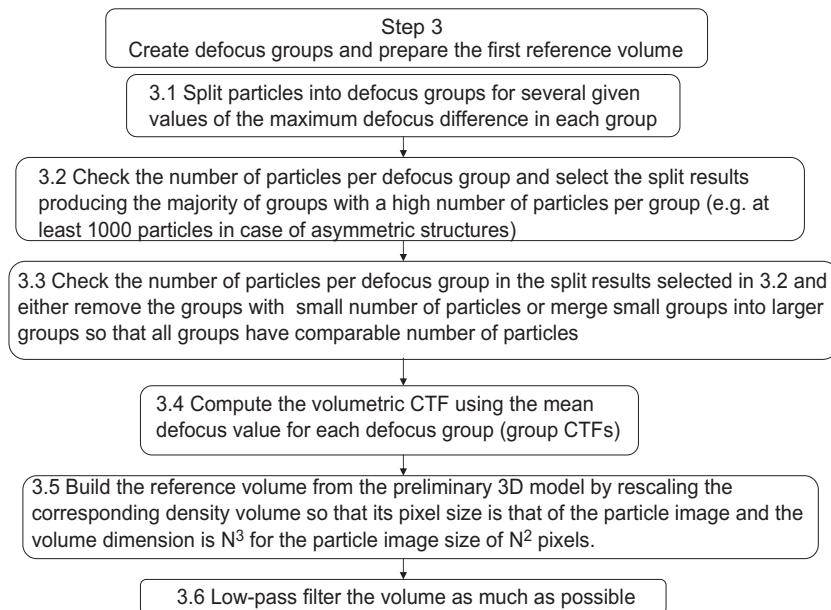 Step 3
Create defocus groups and prepare the first reference volume
3.1 Split particles into defocus groups for several given
values of the maximum defocus difference in each group
3.2 Check the number of particles per defocus group and select the split results
producing the majority of groups with a high number of particles per group (e.g. at
least 1000 particles in case of asymmetric structures)
3.3 Check the number of particles per defocus group in the split results selected in 3.2 and
either remove the groups with small number of particles or merge small groups into larger
groups so that all groups have comparable number of particles
3.4 Compute the volumetric CTF using the mean
defocus value for each defocus group (group CTFs)
3.5 Build the reference volume from the preliminary 3D model by rescaling the
corresponding density volume so that its pixel size is that of the particle image and the
volume dimension is N³ for the particle image size of N² pixels.
3.6 Low-pass filter the volume as much as possible